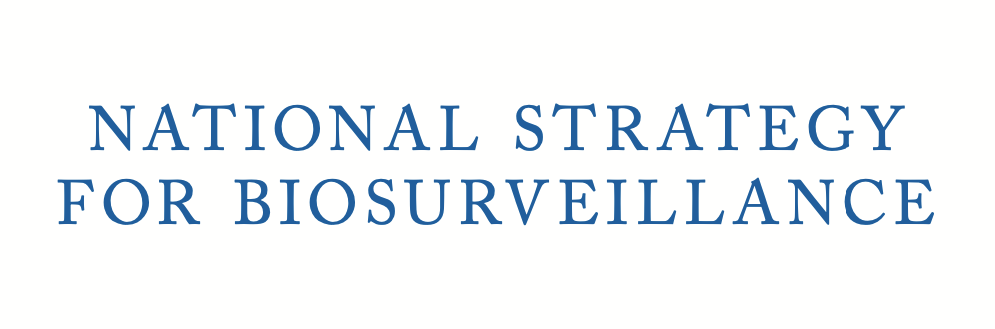 NATIONAL STRATEGY
FOR BIOSURVEILLANCE